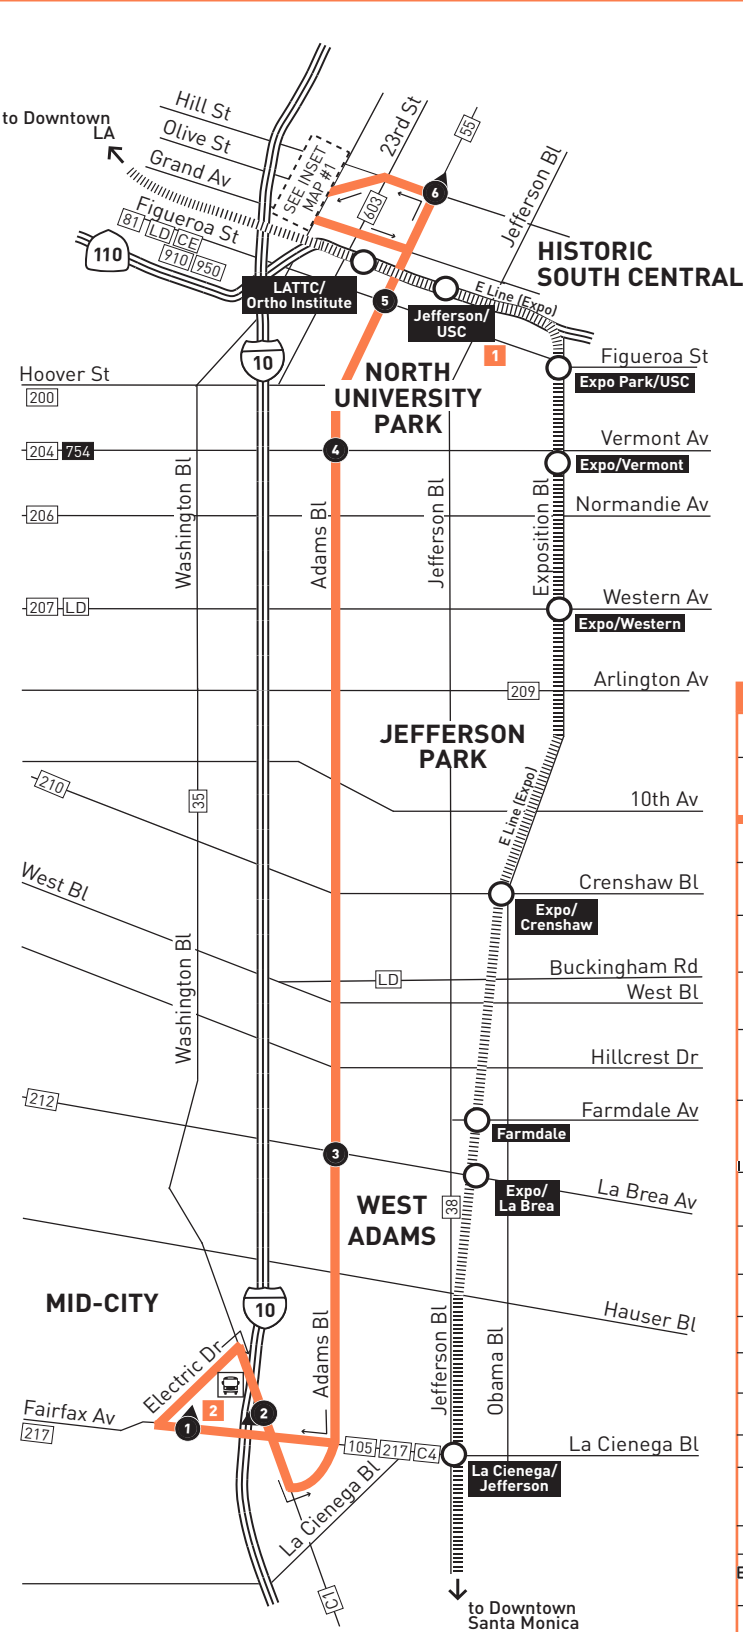 to Downtown
LA
Hill St
Olive St
Grand Av
Figueroa St
81 LD CE
910 950
110
SEE INSET
MAP #1
23rd St
603
55
6
Jefferson Bl
HISTORIC
SOUTH CENTRAL
LATTC/
Ortho Institute
E Line (Expo)
5
Jefferson/
USC
1
10
Figueroa St
Expo Park/USC
Hoover St
200
NORTH
UNIVERSITY
PARK
204 754
4
Vermont Av
Expo/Vermont
Washington Bl
Adams Bl
Jefferson Bl
Exposition Bl
206
Normandie Av
207 LD
Western Av
Expo/Western
209
Arlington Av
JEFFERSON
PARK
210
35
E Line (Expo)
10th Av
West Bl
Crenshaw Bl
Expo/
Crenshaw
Washington Bl
LD
Buckingham Rd
West Bl
Hillcrest Dr
212
Farmdale Av
Farmdale
3
Expo/
La Brea
La Brea Av
WEST
ADAMS
38
MID-CITY
10
Hauser Bl
Electric Dr
Adams Bl
Jefferson Bl
Obama Bl
Fairfax Av
217
1
2
2
105 217 C4
La Cienega Bl
La Cienega/
Jefferson
La Cienega Bl
C1
to Downtown
Santa Monica